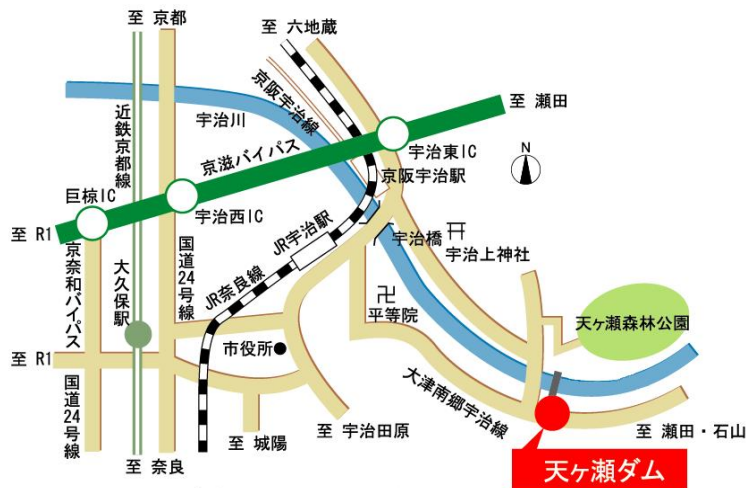 至 京都
至 六地蔵
京阪宇治線
至 瀬田
近鉄京都線
宇治川
京滋バイパス
宇治東IC
N
京阪宇治駅
巨椋IC
宇治西IC
至 R1
JR宇治駅
宇治橋
宇治上神社
京奈和バイパス
大久保駅
国道24号線
JR奈良線
平等院
天ヶ瀬森林公園
市役所
至 R1
国道24号線
大津南郷宇治線
至 城陽
至 宇治田原
至 瀬田・石山
至 奈良
天ヶ瀬ダム